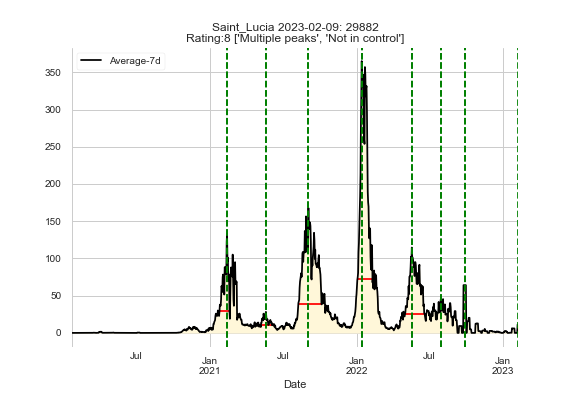 Saint_Lucia 2023-02-09: 29882
Rating:8 ['Multiple peaks', 'Not in control']
Average-7d
350
300
250
200
150
100
50
0
Jul Jan Jul Jan Jul Jan
2021 2022 2023
Date